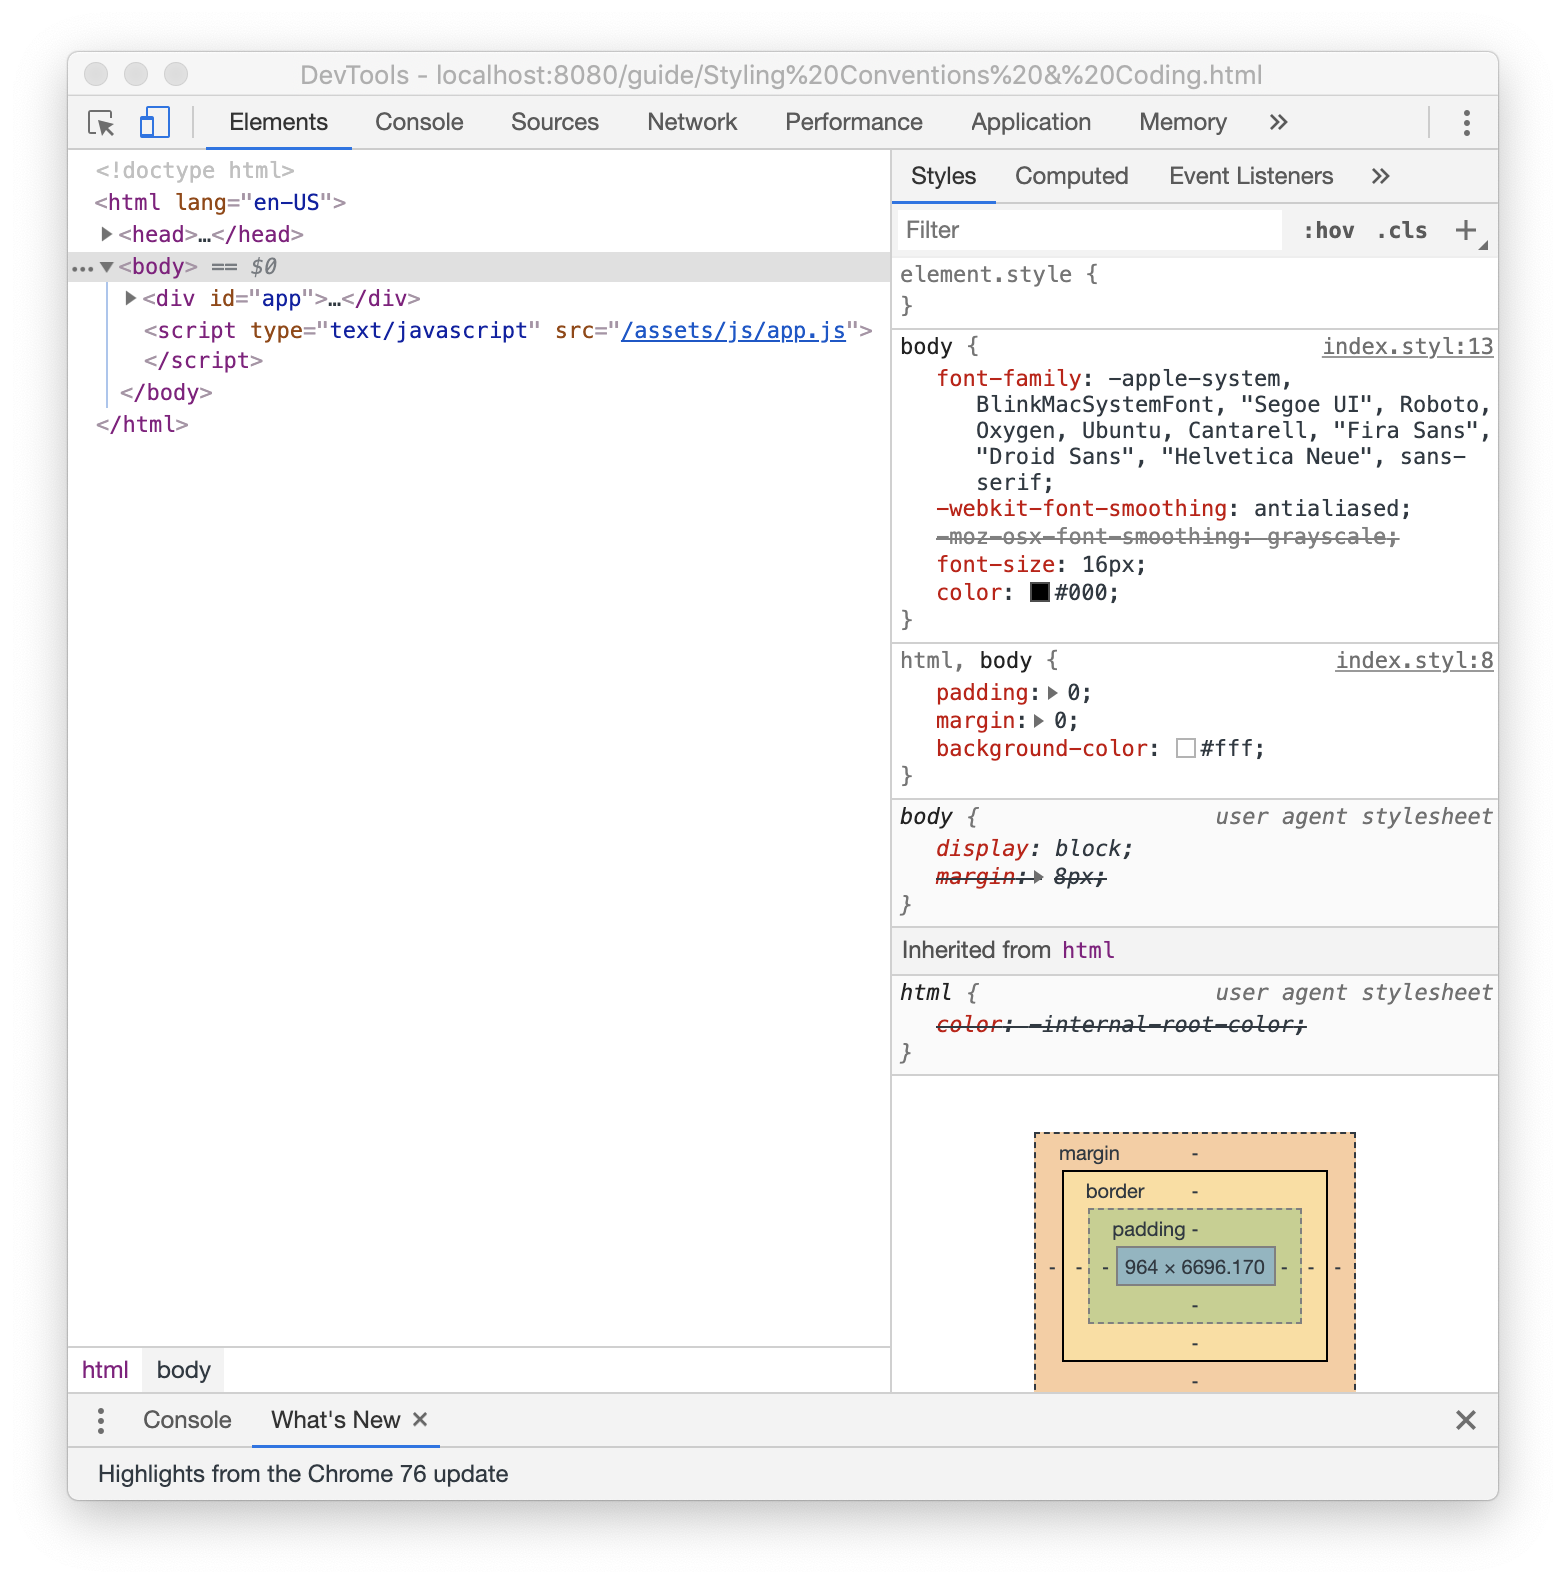 DevTools - localhost:8080/guide/Styling%20Conventions%20&%20Coding.html
Elements Console Sources Network Performance Application Memory »
<!doctype html>
<html lang="en-US">
<head>…</head>
<body> == $0
<div id="app">…</div>
<script type="text/javascript" src="/assets/js/app.js">
</script>
</body>
</html>
html body
Styles Computed Event Listeners »
Filter :hov .cls +
element.style {
}
body { index.styl:13
font-family: -apple-system,
BlinkMacSystemFont, "Segoe UI", Roboto,
Oxygen, Ubuntu, Cantarell, "Fira Sans",
"Droid Sans", "Helvetica Neue", sans-
serif;
-webkit-font-smoothing: antialiased;
-moz-osx-font-smoothing: grayscale;
font-size: 16px;
color: #000;
}
html, body { index.styl:8
padding: 0;
margin: 0;
background-color: #fff;
}
body { user agent stylesheet
display: block;
margin: 8px;
}
Inherited from html
html { user agent stylesheet
color: -internal-root-color;
}
margin -
border -
padding -
- - - 964 × 6696.170 - - -
-
-
-
Console What's New ×
Highlights from the Chrome 76 update